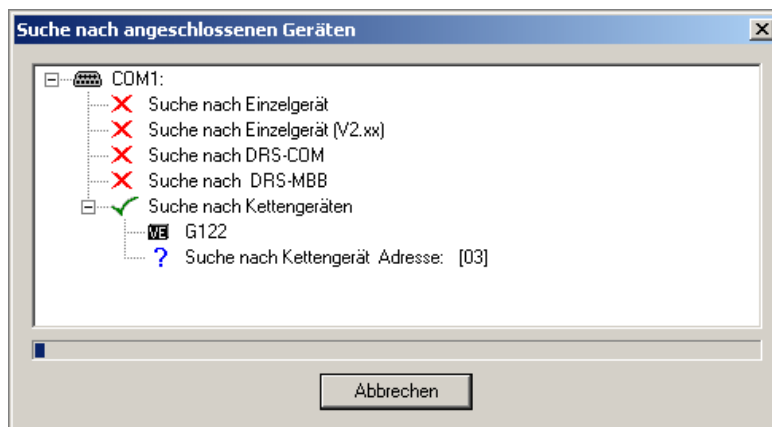 Suche nach angeschlossenen Geräten
COM1:
Suche nach Einzelgerät
Suche nach Einzelgerät (V2.xx)
Suche nach DRS-COM
Suche nach DRS-MBB
Suche nach Kettengeräten
VE G122
? Suche nach Kettengerät Adresse: [03]
Abbrechen